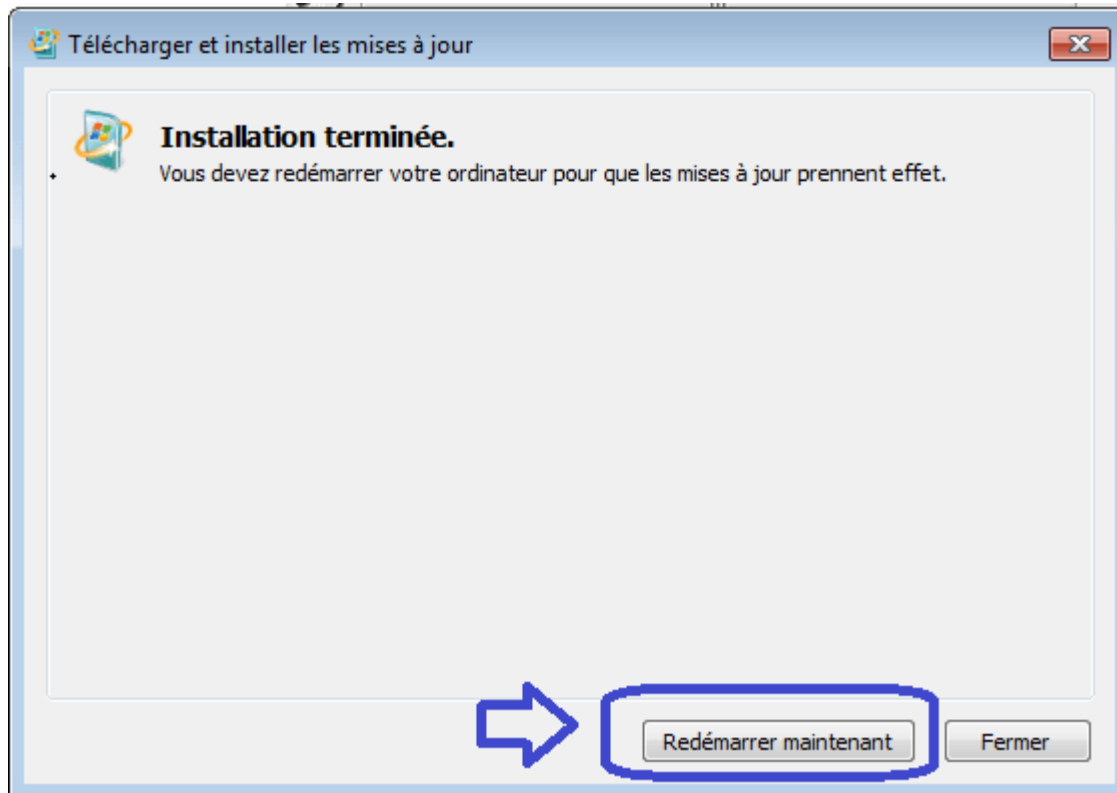 Télécharger et installer les mises à jour
Installation terminée.
Vous devez redémarrer votre ordinateur pour que les mises à jour prennent effet.
Redémarrer maintenant
Fermer